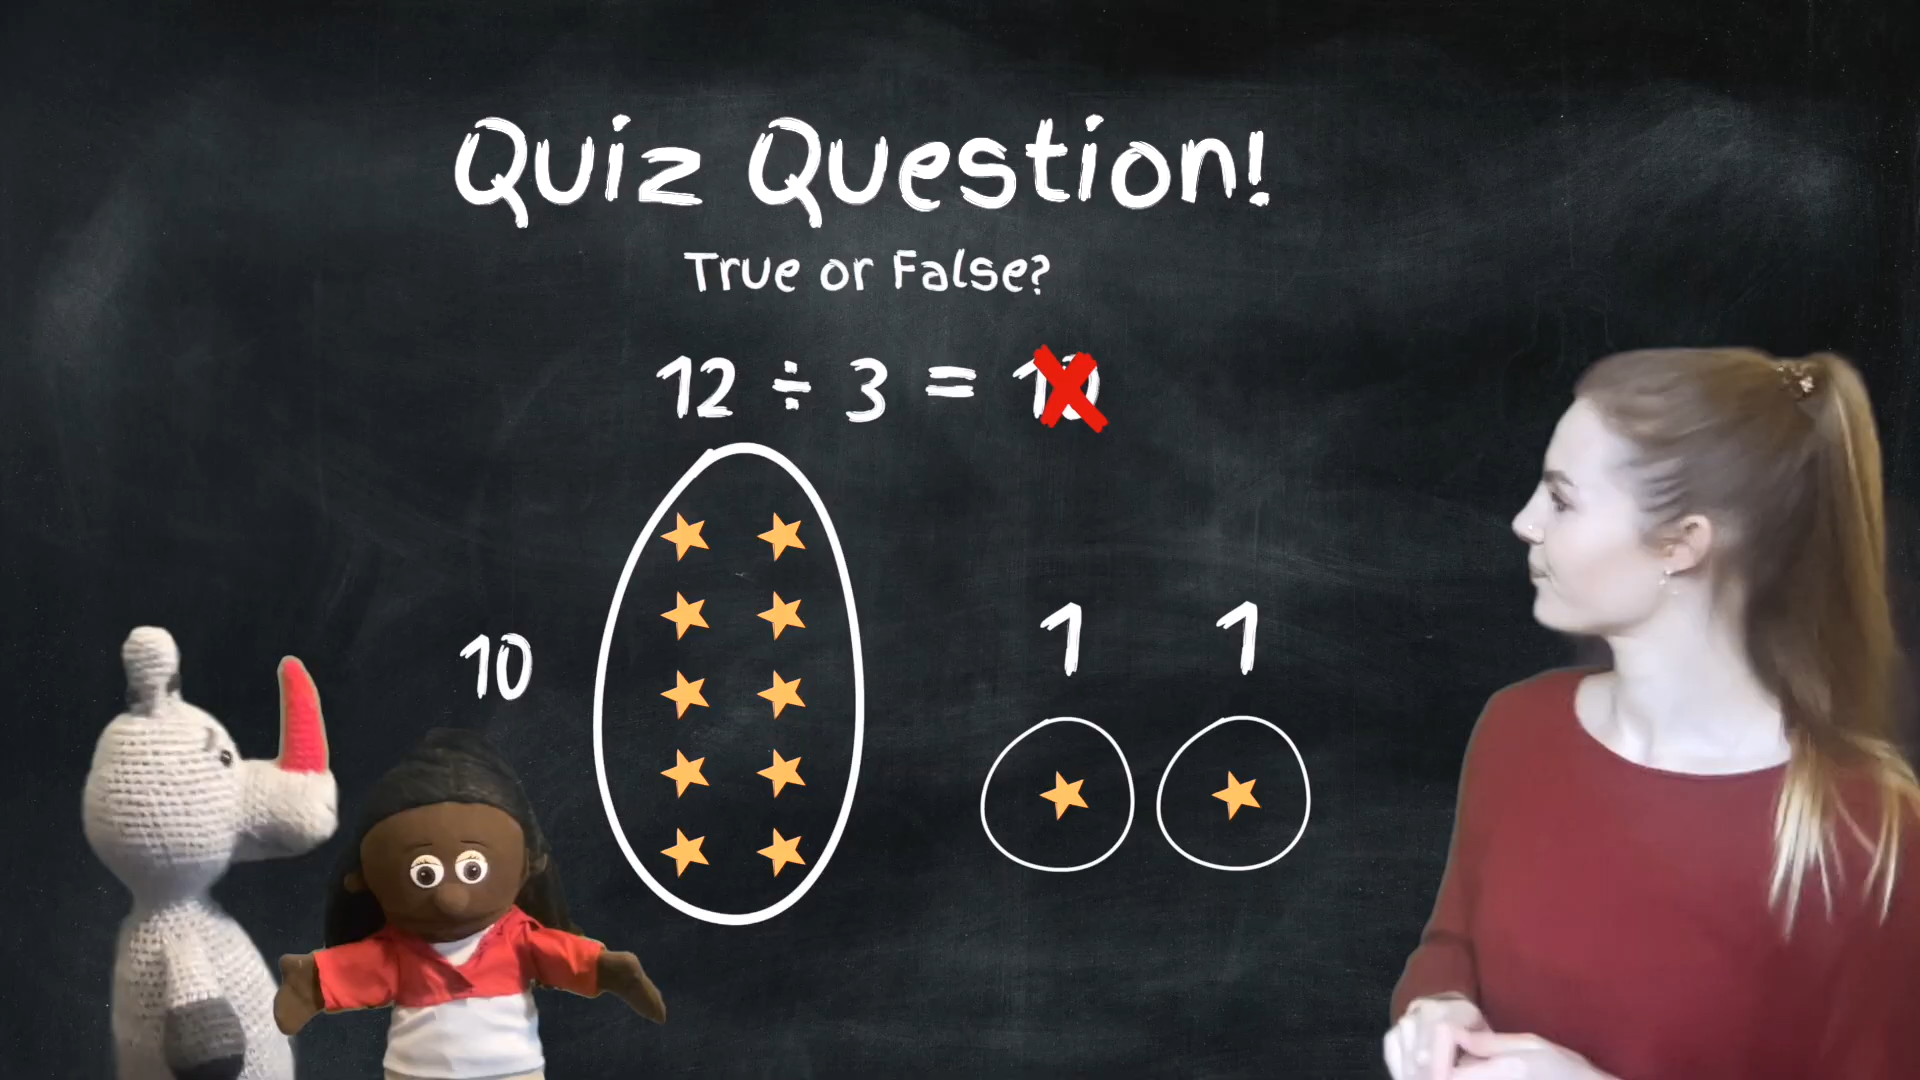 Quiz Question!
True or False?
12 ÷ 3 = 10
10
1 1